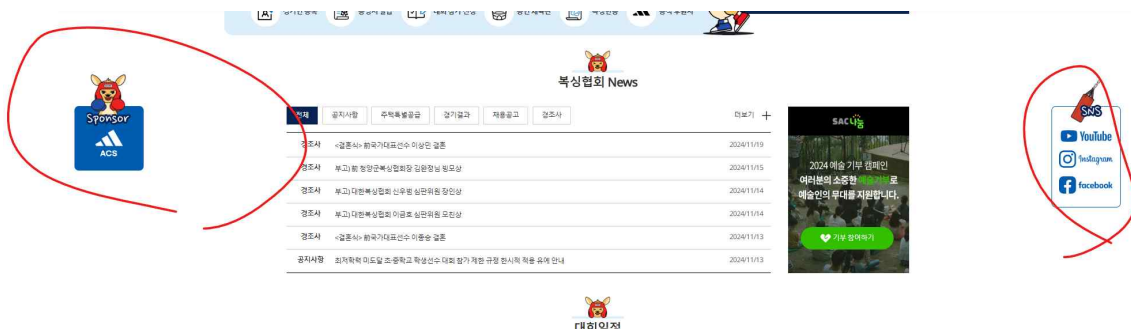 복싱협회 News
Sponsor
ACS
전체
공지사항
주택특별공급
경기결과
채용공고
경조사
더보기 +
경조사 <결혼식> 前국가대표선수 이상민 결혼 2024/11/19
경조사 부고) 前 청양군복싱협회장 김원정님 빙모상 2024/11/15
경조사 부고) 대한복싱협회 신우범 심판위원 장인상 2024/11/14
경조사 부고) 대한복싱협회 이금호 심판위원 모친상 2024/11/14
경조사 <결혼식> 前국가대표선수 이중승 결혼 2024/11/13
공지사항 최저학력 미도달 초·중학교 학생선수 대회 참가 제한 규정 한시적 적용 유예 안내 2024/11/13
SAC나눔
2024 예술 기부 캠페인
여러분의 소중한 예술기부로
예술인의 무대를 지원합니다.
기부 참여하기
SNS
YouTube
Instagram
facebook
대회일정